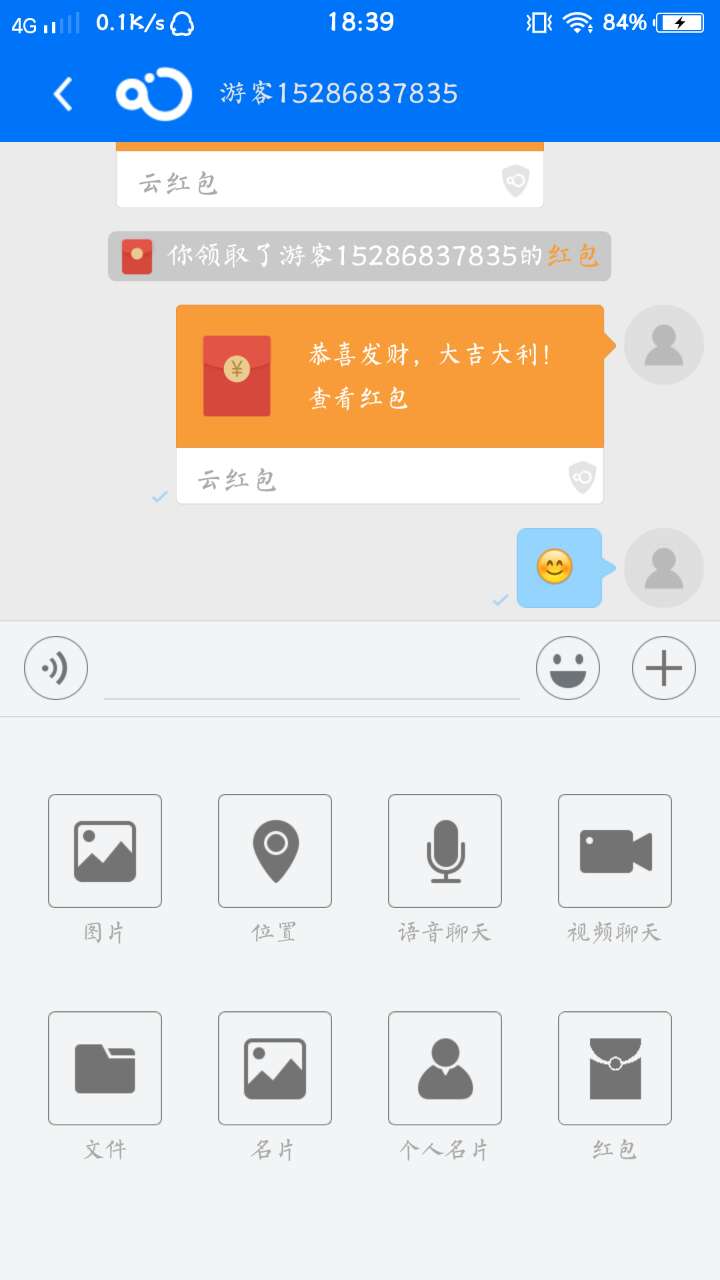 4G 0.1K/s 18:39 84%
游客15286837835
云红包
你领取了游客15286837835的红包
恭喜发财，大吉大利！
查看红包
云红包
图片 位置 语音聊天 视频聊天
文件 名片 个人名片 红包